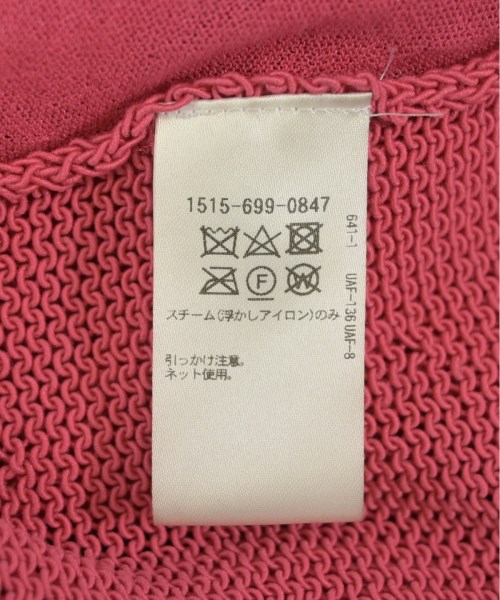 1515-699-0847
F
W
スチーム(浮かしアイロン)のみ
引っかけ注意。
ネット使用。
641-1 UAF-136 UAF-8